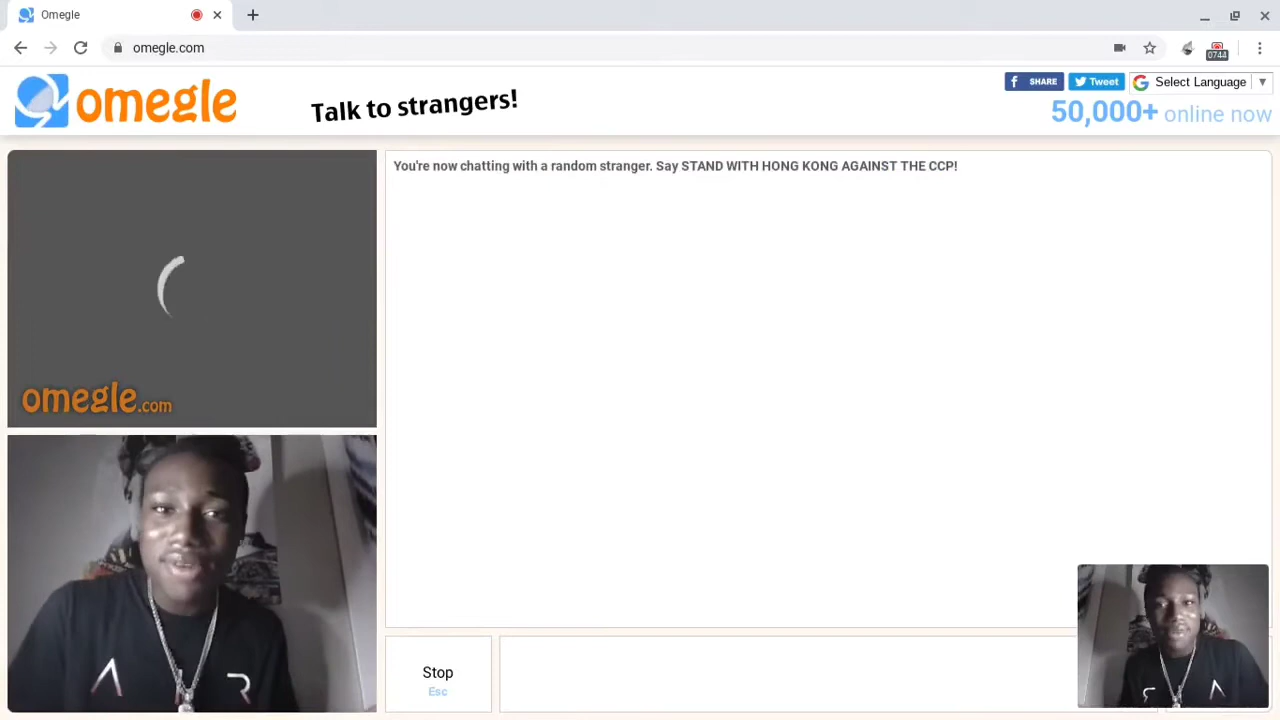 Omegle
omegle.com
0744
omegle
Talk to strangers!
SHARE
Tweet
Select Language
50,000+ online now
You're now chatting with a random stranger. Say STAND WITH HONG KONG AGAINST THE CCP!
omegle.com
Stop
Esc